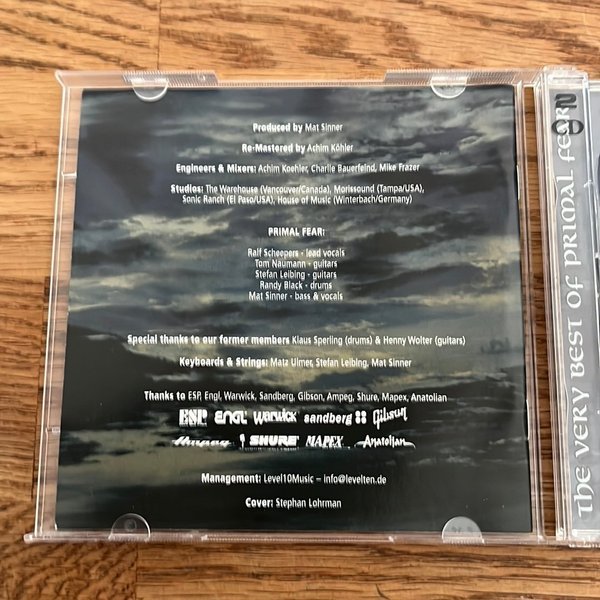 Produced by Mat Sinner
Re-Mastered by Achim Köhler
Engineers & Mixers: Achim Koehler, Charlie Bauerfeind, Mike Frazer
Studios: The Warehouse (Vancouver/Canada), Morissound (Tampa/USA),
Sonic Ranch (El Paso/USA), House of Music (Winterbach/Germany)
PRIMAL FEAR:
Ralf Scheepers - lead vocals
Tom Naumann - guitars
Stefan Leibing - guitars
Randy Black - drums
Mat Sinner - bass & vocals
Special thanks to our former members Klaus Sperling (drums) & Henny Wolter (guitars)
Keyboards & Strings: Matz Ulmer, Stefan Leibing, Mat Sinner
Thanks to ESP, Engl, Warwick, Sandberg, Gibson, Ampeg, Shure, Mapex, Anatolian
ESP ENGL Warwick sandberg Gibson
Ampeg SHURE MAPEX Anatolian
Management: Level10Music – info@levelten.de
Cover: Stephan Lohrman
THE VERY BEST OF PRIMAL FEAR
2 CD